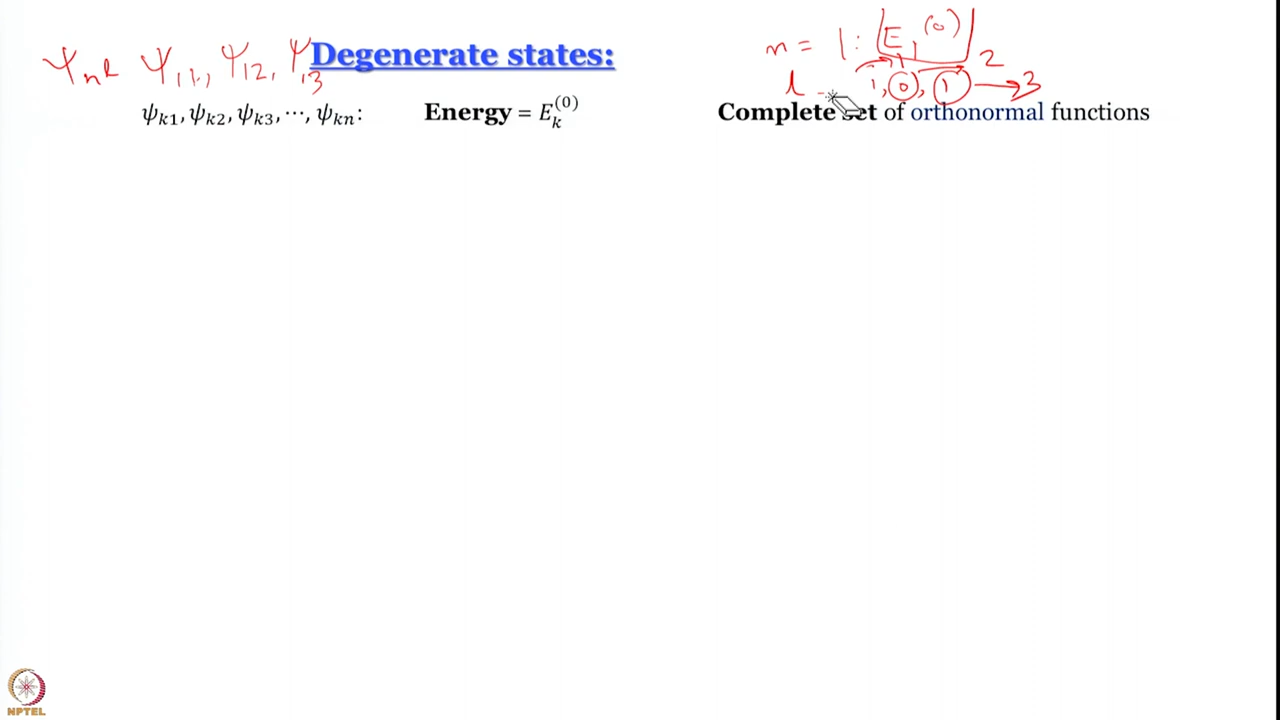 n = 1 : E₁⁽⁰⁾
Ψnl Ψ11, Ψ12, Ψ13 Degenerate states: 2
l 1, 0, 1 → 3
ψk1, ψk2, ψk3, ⋯, ψkn: Energy = Eₖ⁽⁰⁾ Complete set of orthonormal functions
NPTEL